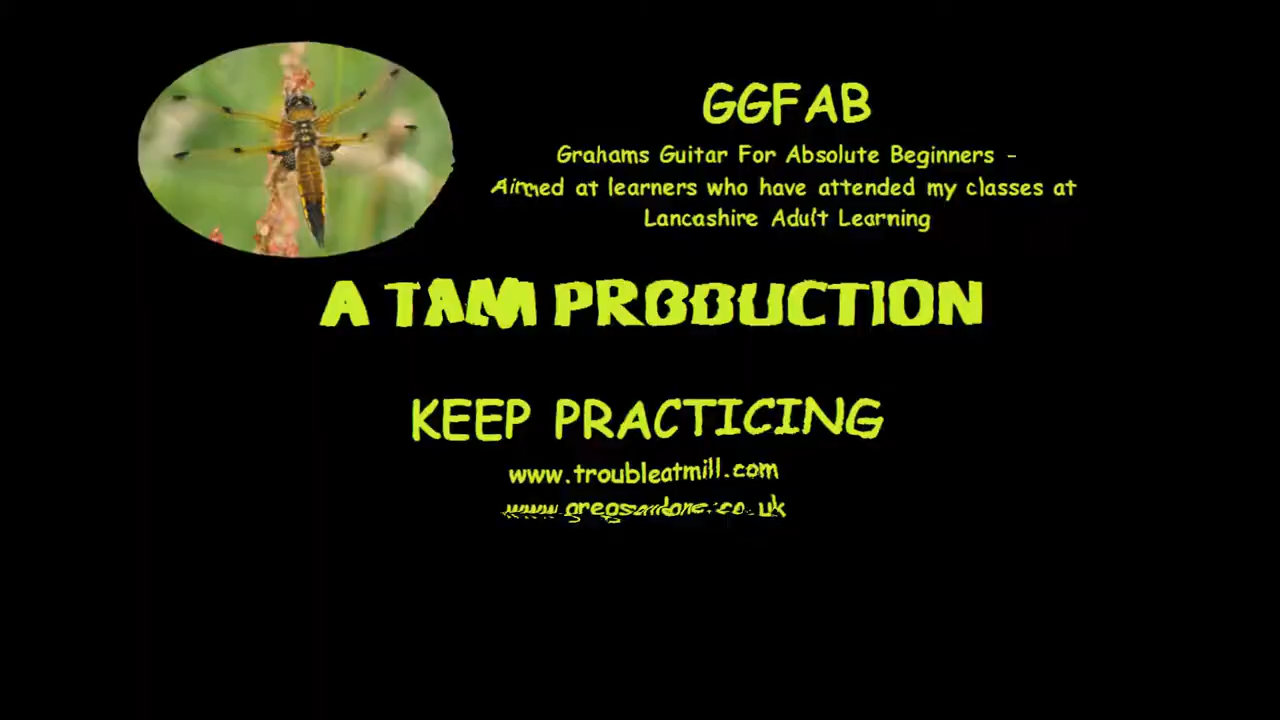 GGFAB
Grahams Guitar For Absolute Beginners -
Aimed at learners who have attended my classes at
Lancashire Adult Learning
A TAM PRODUCTION
KEEP PRACTICING
www.troubleatmill.com